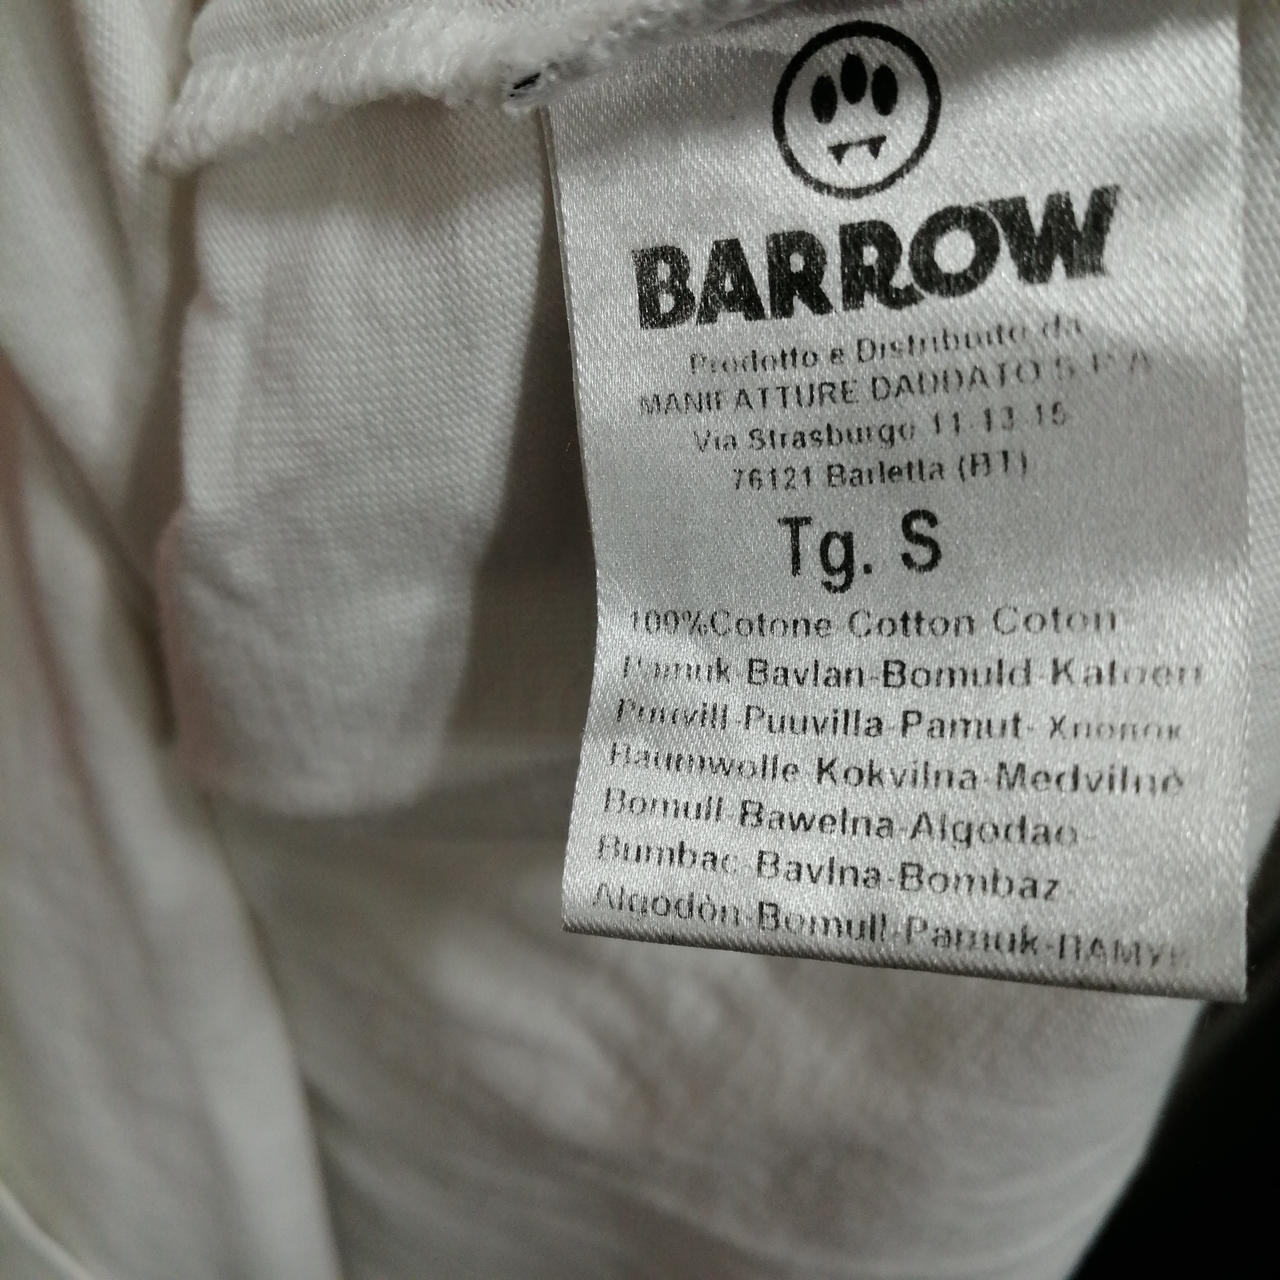 BARROW
Prodotto e Distribuito da
MANIFATTURE DADDATO S.P.A
Via Strasburgo 11-13-15
76121 Barletta (BT)
Tg. S
100%Cotone Cotton Coton
Pamuk-Bavlan-Bomuld-Katoen
Puuvill-Puuvilla-Pamut- Хлопок
Baumwolle-Kokvilna-Medvilnė
Bomull-Bawelna-Algodao-
Bumbac-Bavlna-Bombaz-
Algodòn-Bomull-Pamuk-